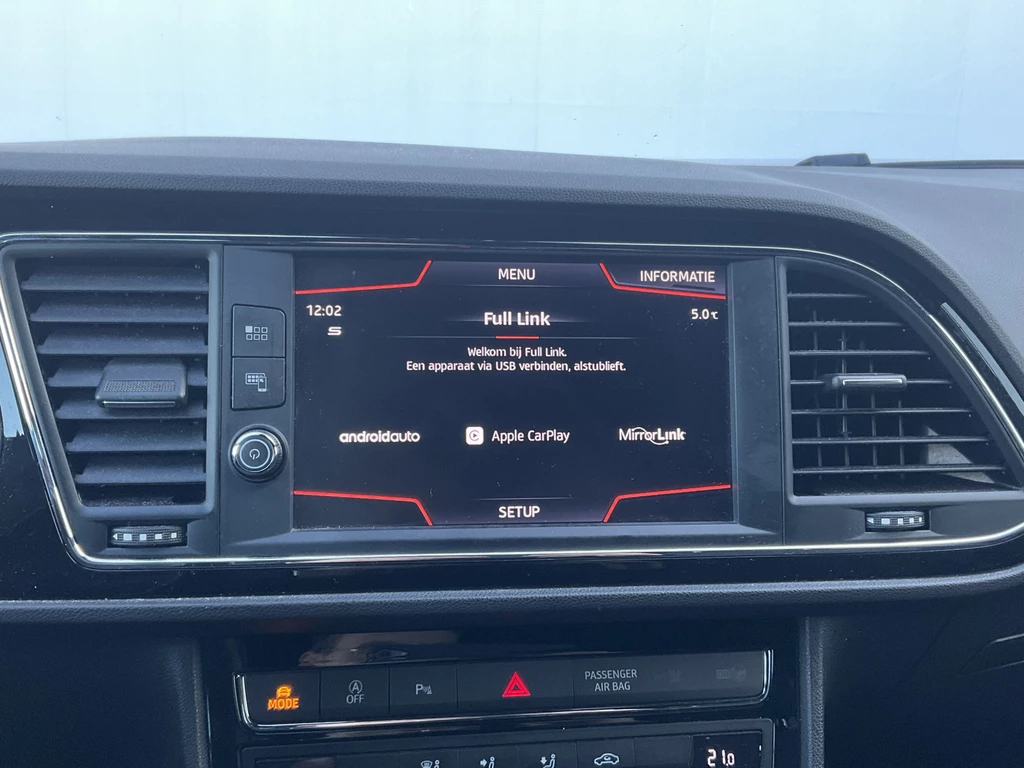 MENU
INFORMATIE
12:02
5.0°C
Full Link
Welkom bij Full Link.
Een apparaat via USB verbinden, alstublieft.
androidauto
Apple CarPlay
MirrorLink
SETUP
MODE
A
OFF
P
PASSENGER
AIR BAG
21.0